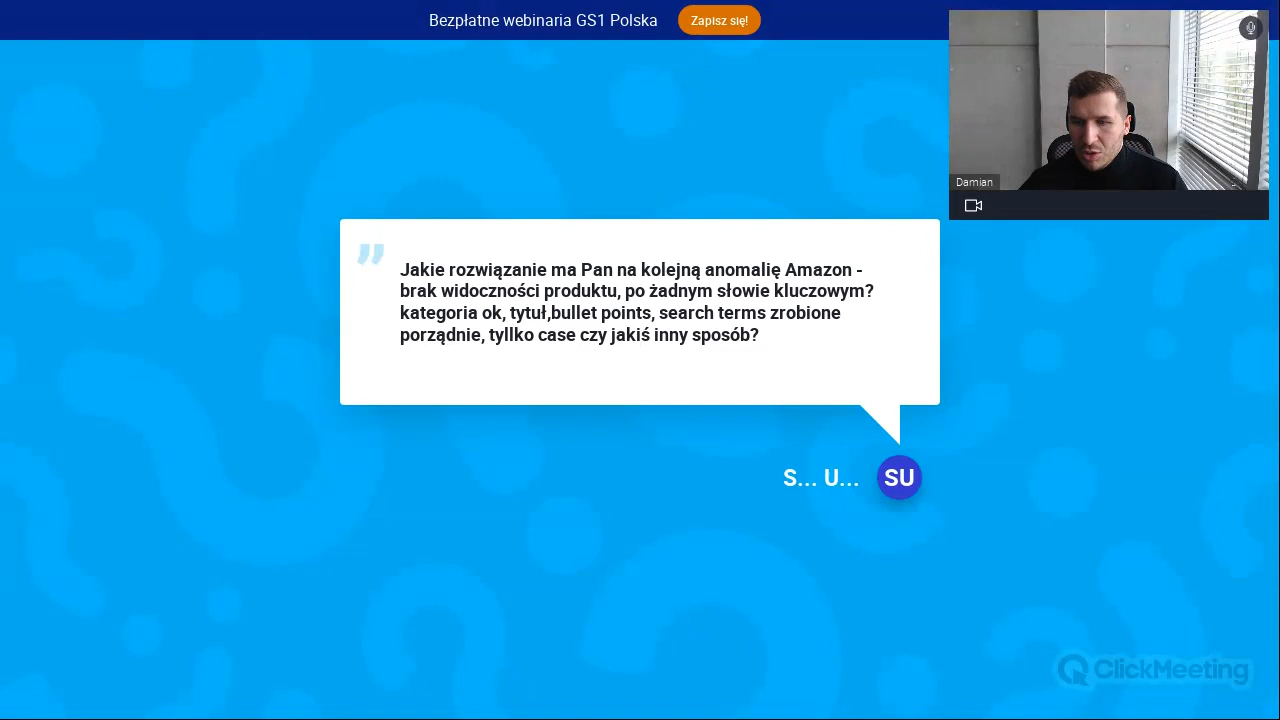 Bezpłatne webinaria GS1 Polska
Zapisz się!
Damian
"
Jakie rozwiązanie ma Pan na kolejną anomalię Amazon -
brak widoczności produktu, po żadnym słowie kluczowym?
kategoria ok, tytuł,bullet points, search terms zrobione
porządnie, tyllko case czy jakiś inny sposób?
S... U...
SU
ClickMeeting